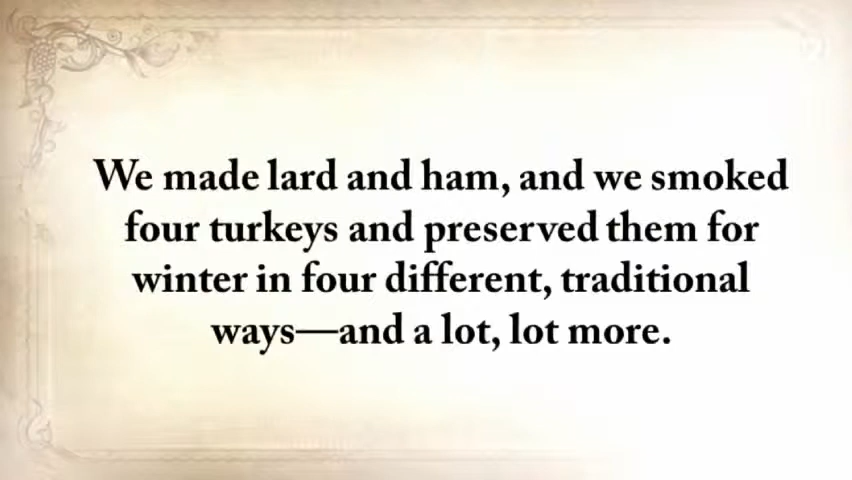 We made lard and ham, and we smoked
four turkeys and preserved them for
winter in four different, traditional
ways—and a lot, lot more.